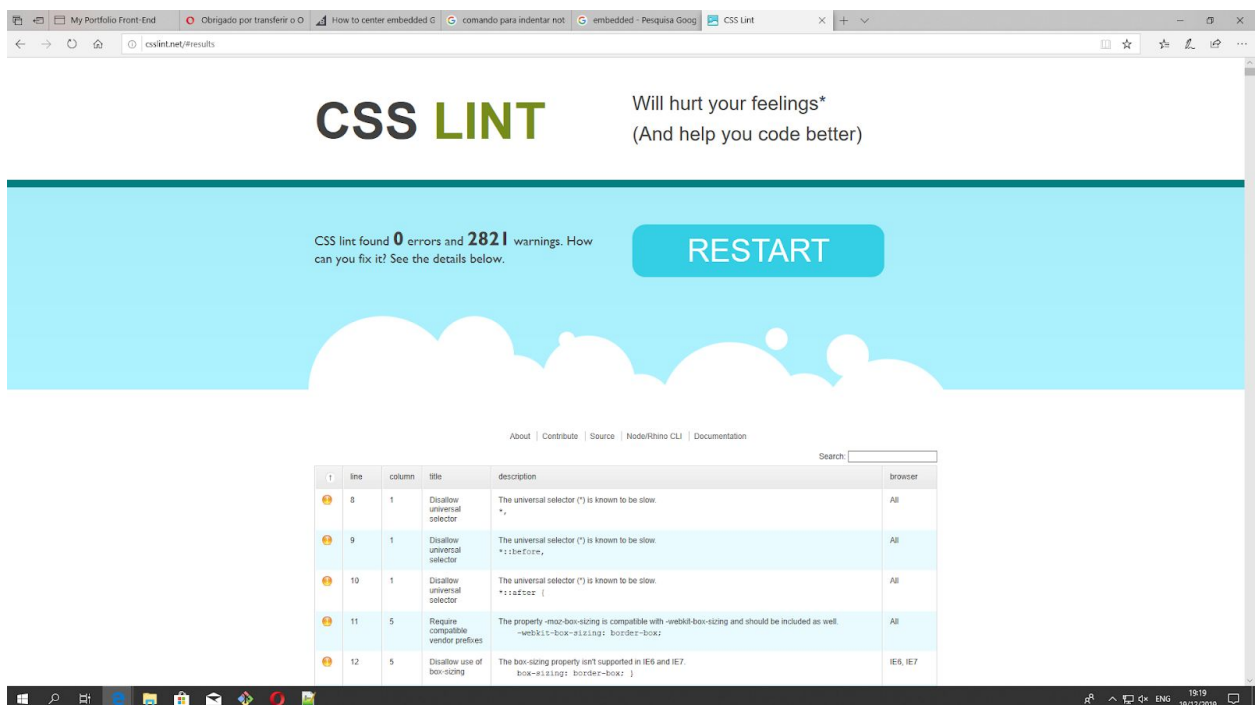 My Portfolio Front-End
Obrigado por transferir o O
How to center embedded G
comando para indentar not
embedded - Pesquisa Goog
CSS Lint
csslint.net/#results
CSS LINT
Will hurt your feelings*
(And help you code better)
CSS lint found 0 errors and 2821 warnings. How
can you fix it? See the details below.
RESTART
About | Contribute | Source | Node/Rhino CLI | Documentation
Search:
line column title description browser
8 1 Disallow universal selector The universal selector (*) is known to be slow. All
*,
9 1 Disallow universal selector The universal selector (*) is known to be slow. All
*::before,
10 1 Disallow universal selector The universal selector (*) is known to be slow. All
*::after {
11 5 Require compatible vendor prefixes The property -moz-box-sizing is compatible with -webkit-box-sizing and should be included as well. All
-webkit-box-sizing: border-box;
12 5 Disallow use of box-sizing The box-sizing property isn't supported in IE6 and IE7. IE6, IE7
box-sizing: border-box; }
ENG
19:19
19/12/2019